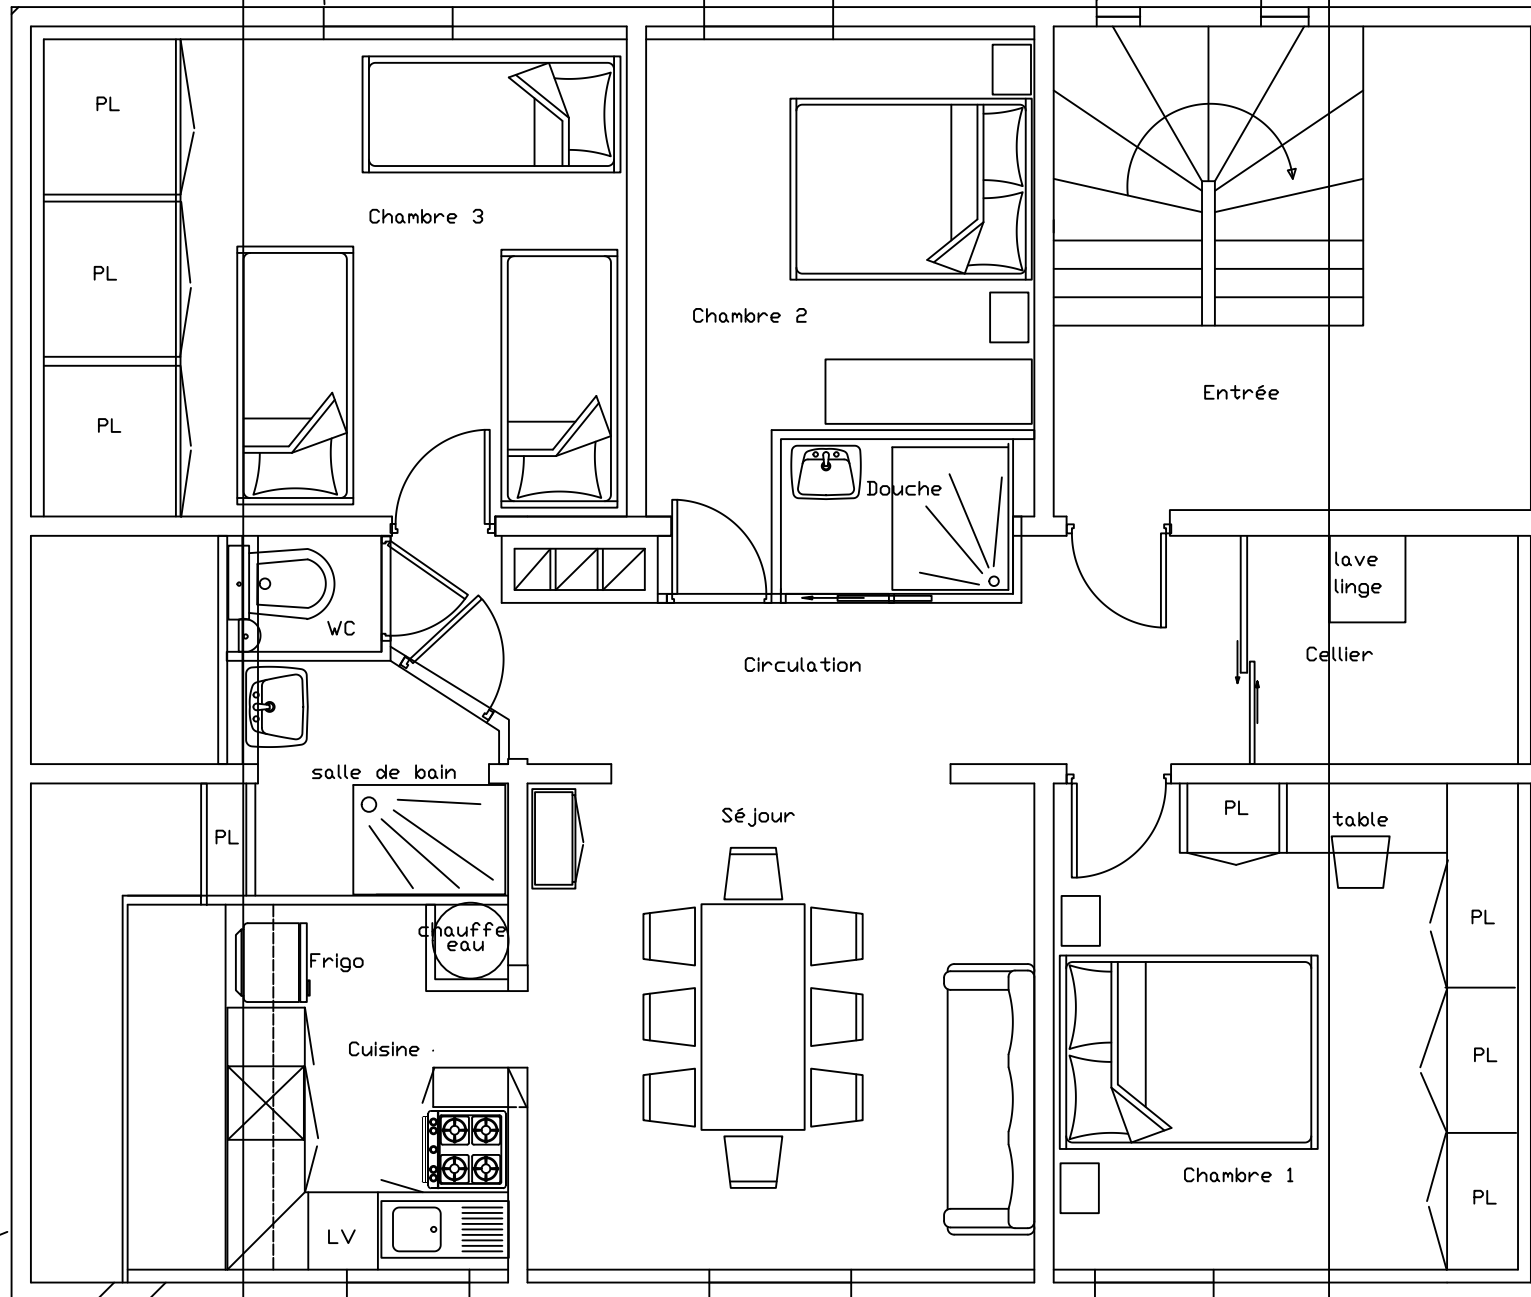 PL
Chambre 3
PL
Chambre 2
Entrée
PL
Douche
lave
linge
WC
Cellier
Circulation
salle de bain
PL
Séjour
PL
table
PL
chauffe
eau
Frigo
Cuisine
PL
Chambre 1
PL
LV